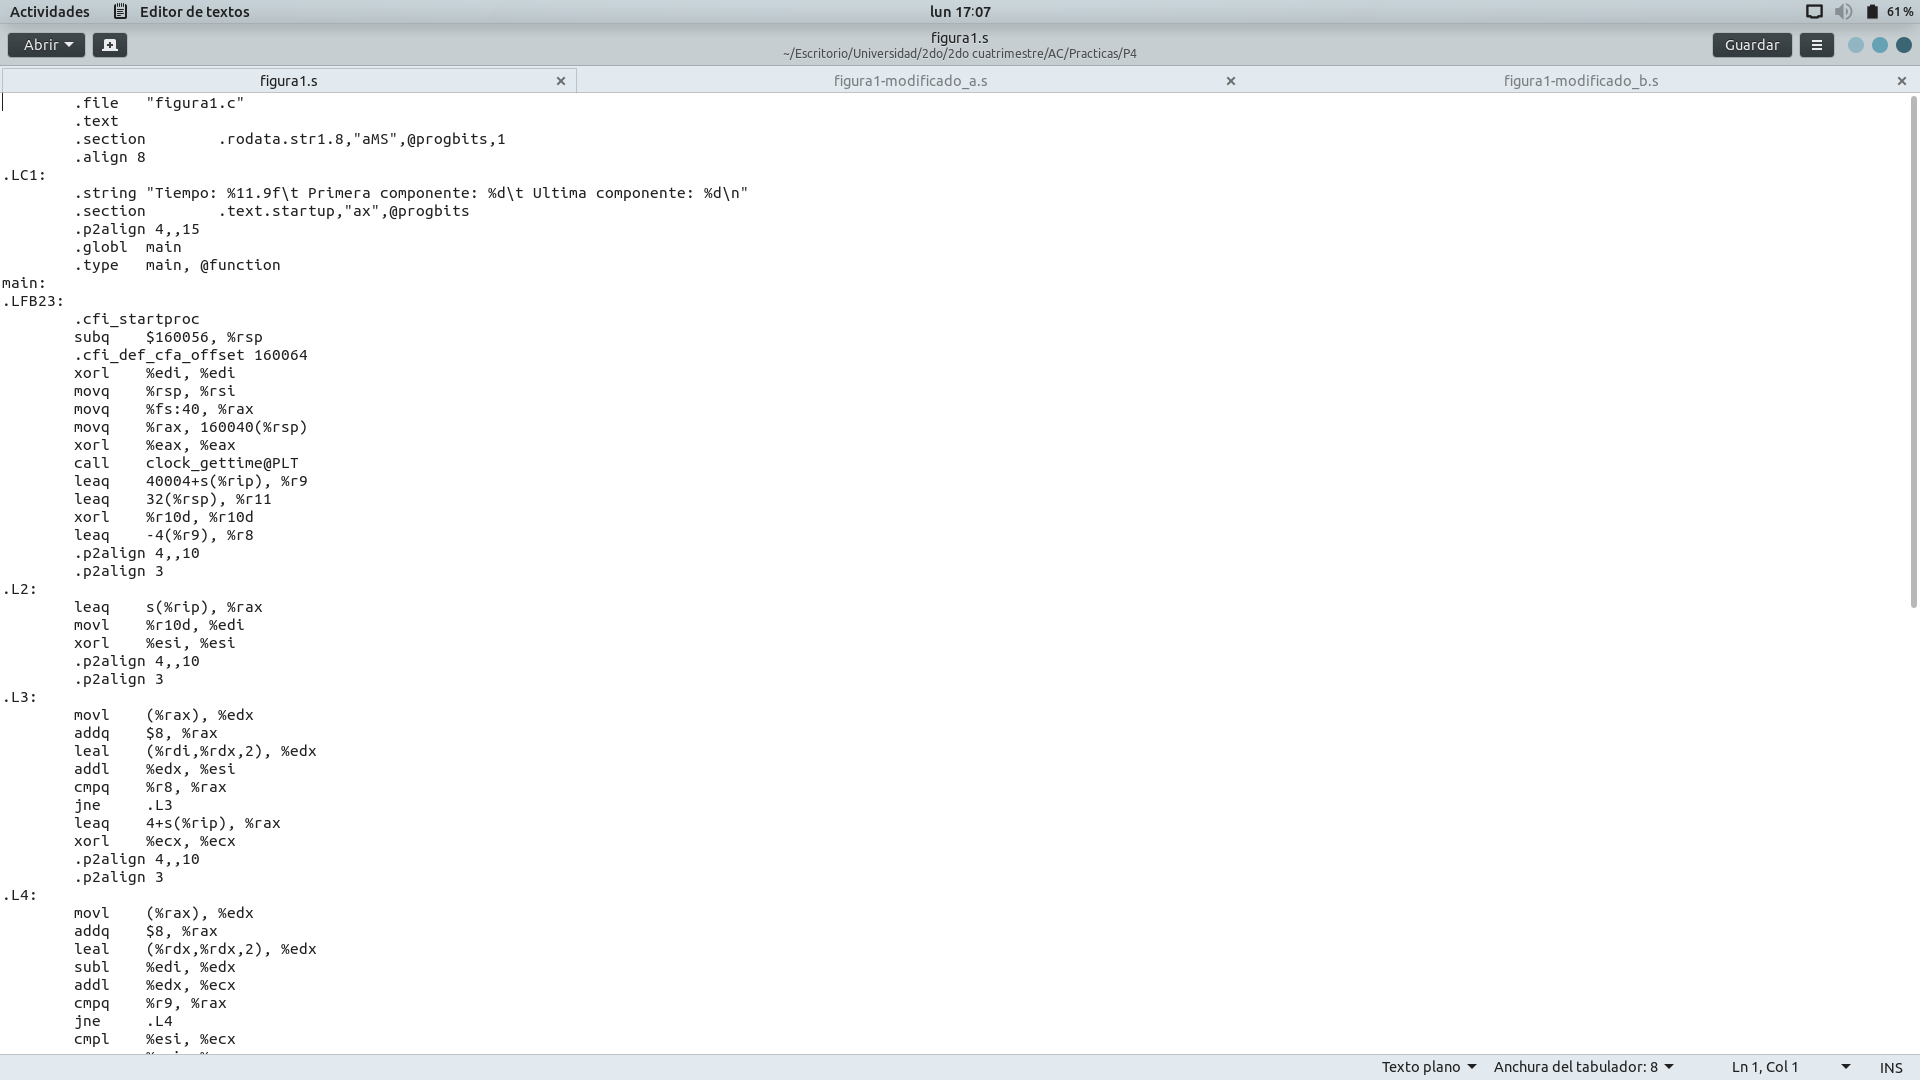 Actividades Editor de textos lun 17:07 61 %
Abrir figura1.s Guardar
~/Escritorio/Universidad/2do/2do cuatrimestre/AC/Practicas/P4
figura1.s figura1-modificado_a.s figura1-modificado_b.s
.file "figura1.c"
.text
.section .rodata.str1.8,"aMS",@progbits,1
.align 8
.LC1:
.string "Tiempo: %11.9f\t Primera componente: %d\t Ultima componente: %d\n"
.section .text.startup,"ax",@progbits
.p2align 4,,15
.globl main
.type main, @function
main:
.LFB23:
.cfi_startproc
subq $160056, %rsp
.cfi_def_cfa_offset 160064
xorl %edi, %edi
movq %rsp, %rsi
movq %fs:40, %rax
movq %rax, 160040(%rsp)
xorl %eax, %eax
call clock_gettime@PLT
leaq 40004+s(%rip), %r9
leaq 32(%rsp), %r11
xorl %r10d, %r10d
leaq -4(%r9), %r8
.p2align 4,,10
.p2align 3
.L2:
leaq s(%rip), %rax
movl %r10d, %edi
xorl %esi, %esi
.p2align 4,,10
.p2align 3
.L3:
movl (%rax), %edx
addq $8, %rax
leal (%rdi,%rdx,2), %edx
addl %edx, %esi
cmpq %r8, %rax
jne .L3
leaq 4+s(%rip), %rax
xorl %ecx, %ecx
.p2align 4,,10
.p2align 3
.L4:
movl (%rax), %edx
addq $8, %rax
leal (%rdx,%rdx,2), %edx
subl %edi, %edx
addl %edx, %ecx
cmpq %r9, %rax
jne .L4
cmpl %esi, %ecx
Texto plano Anchura del tabulador: 8 Ln 1, Col 1 INS